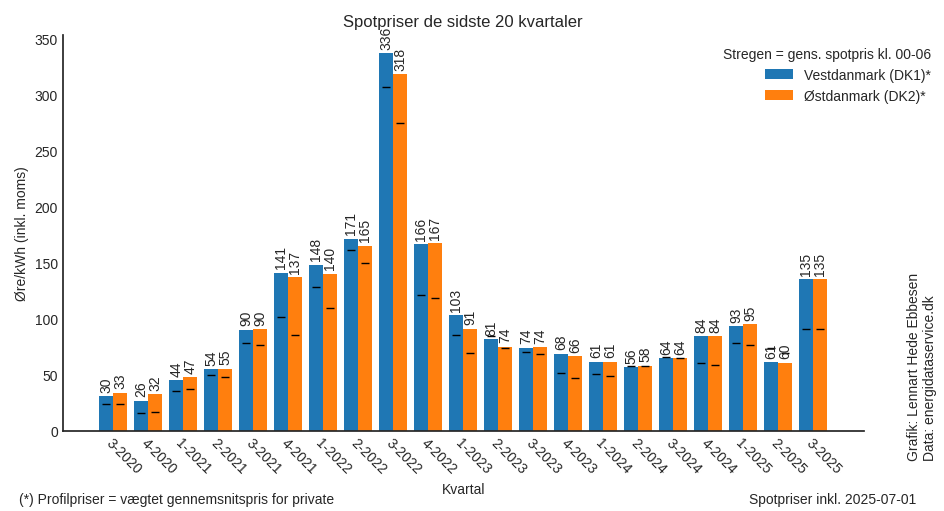 Spotpriser de sidste 20 kvartaler
Stregen = gens. spotpris kl. 00-06
Vestdanmark (DK1)*
Østdanmark (DK2)*
Øre/kWh (inkl. moms)
350
300
250
200
150
100
50
0
30 33 26 32 44 47 54 55 90 90 141 137 148 140 171 165 336 318 166 167 103 91 81 74 74 74 68 66 61 61 56 58 64 64 84 84 93 95 61 60 135 135
3-2020 4-2020 1-2021 2-2021 3-2021 4-2021 1-2022 2-2022 3-2022 4-2022 1-2023 2-2023 3-2023 4-2023 1-2024 2-2024 3-2024 4-2024 1-2025 2-2025 3-2025
Kvartal
Grafik: Lennart Hede Ebbesen
Data: energidataservice.dk
(*) Profilpriser = vægtet gennemsnitspris for private
Spotpriser inkl. 2025-07-01